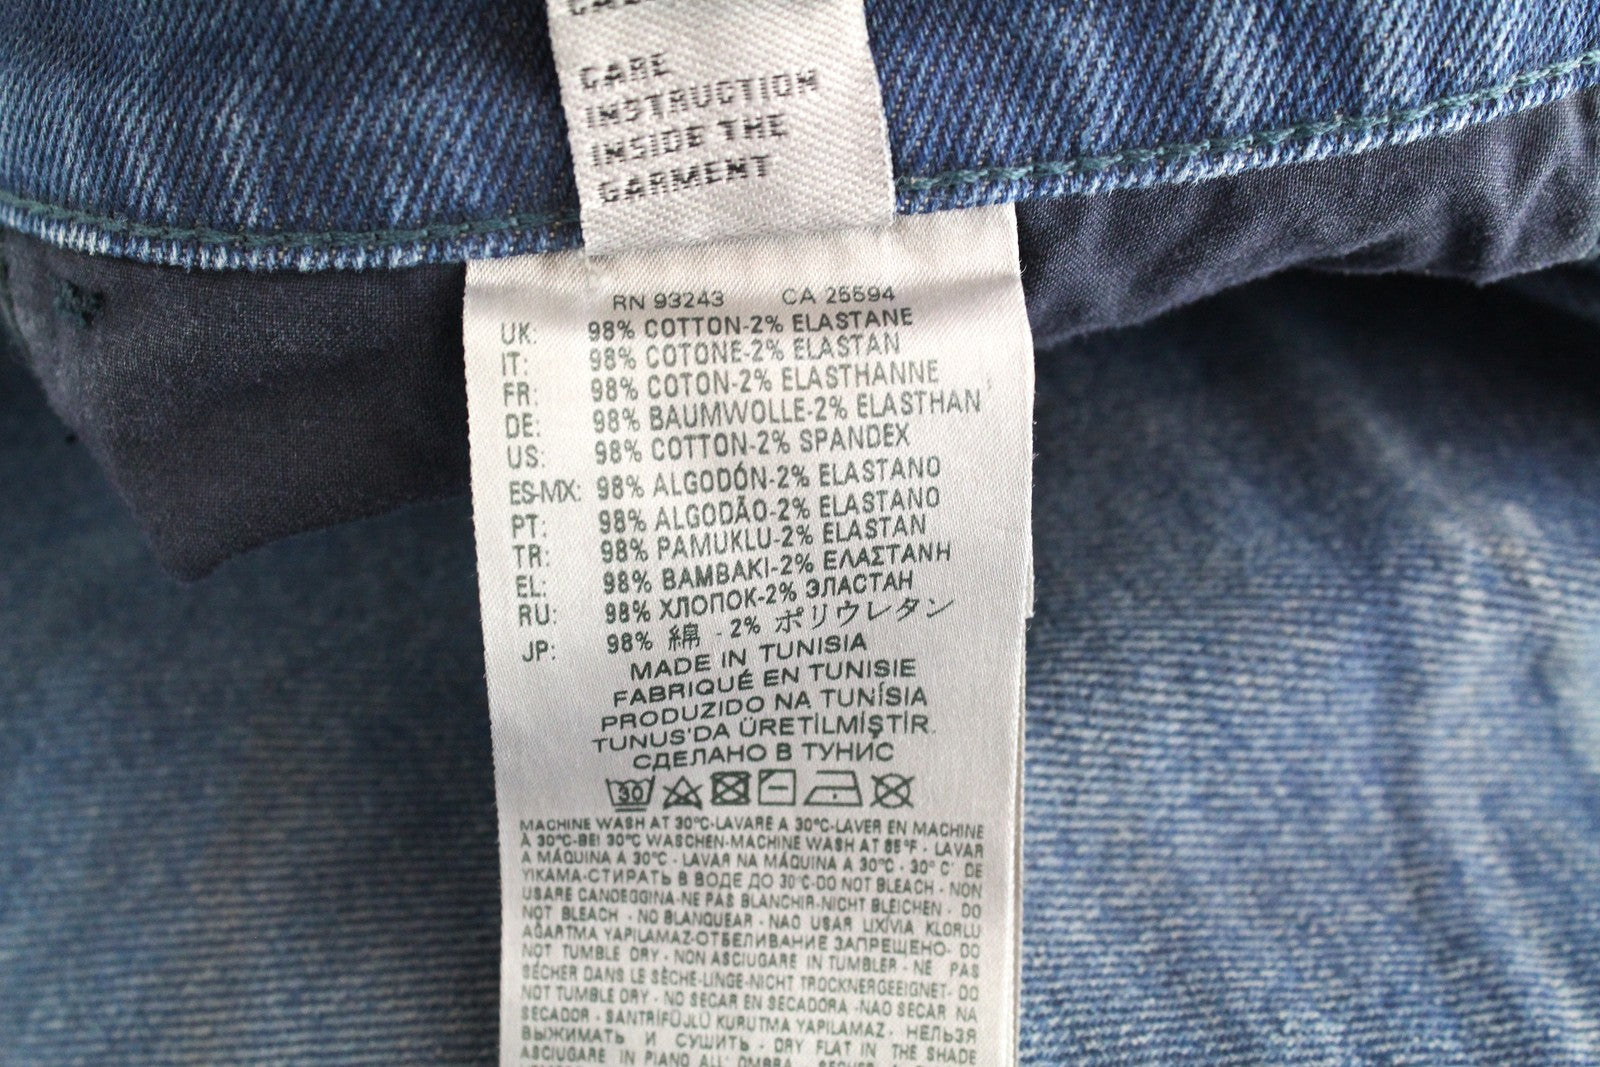 CARE
INSTRUCTION
INSIDE THE
GARMENT
RN 93243 CA 25594
UK: 98% COTTON-2% ELASTANE
IT: 98% COTONE-2% ELASTAN
FR: 98% COTON-2% ELASTHANNE
DE: 98% BAUMWOLLE-2% ELASTHAN
US: 98% COTTON-2% SPANDEX
ES-MX: 98% ALGODÓN-2% ELASTANO
PT: 98% ALGODÃO-2% ELASTANO
TR: 98% PAMUKLU-2% ELASTAN
EL: 98% BAMBAKI-2% ΕΛΑΣΤΑΝΗ
RU: 98% ХЛОПОК-2% ЭЛАСТАН
JP: 98% 綿 - 2% ポリウレタン
MADE IN TUNISIA
FABRIQUÉ EN TUNISIE
PRODUZIDO NA TUNÍSIA
TUNUS'DA ÜRETİLMİŞTİR.
СДЕЛАНО В ТУНИС
30
MACHINE WASH AT 30°C-LAVARE A 30°C-LAVER EN MACHINE
À 30°C-BEI 30°C WASCHEN-MACHINE WASH AT 85°F - LAVAR
A MÁQUINA A 30°C - LAVAR NA MÁQUINA A 30°C - 30° C' DE
YIKAMA-СТИРАТЬ В ВОДЕ ДО 30°C-DO NOT BLEACH - NON
USARE CANDEGGINA-NE PAS BLANCHIR-NICHT BLEICHEN - DO
NOT BLEACH - NO BLANQUEAR - NAO USAR LIXÍVIA KLORLU
AĞARTMA YAPILAMAZ-ОТБЕЛИВАНИЕ ЗАПРЕЩЕНО- DO
NOT TUMBLE DRY - NON ASCIUGARE IN TUMBLER - NE PAS
SÉCHER DANS LE SÈCHE-LINGE-NICHT TROCKNERGEEIGNET- DO
NOT TUMBLE DRY - NO SECAR EN SECADORA -NAO SECAR NA
SECADOR - SANTRİFÜJLÜ KURUTMA YAPILAMAZ - НЕЛЬЗЯ
ВЫЖИМАТЬ И СУШИТЬ - DRY FLAT IN THE SHADE
ASCIUGARE IN PIANO ALL' OMBRA